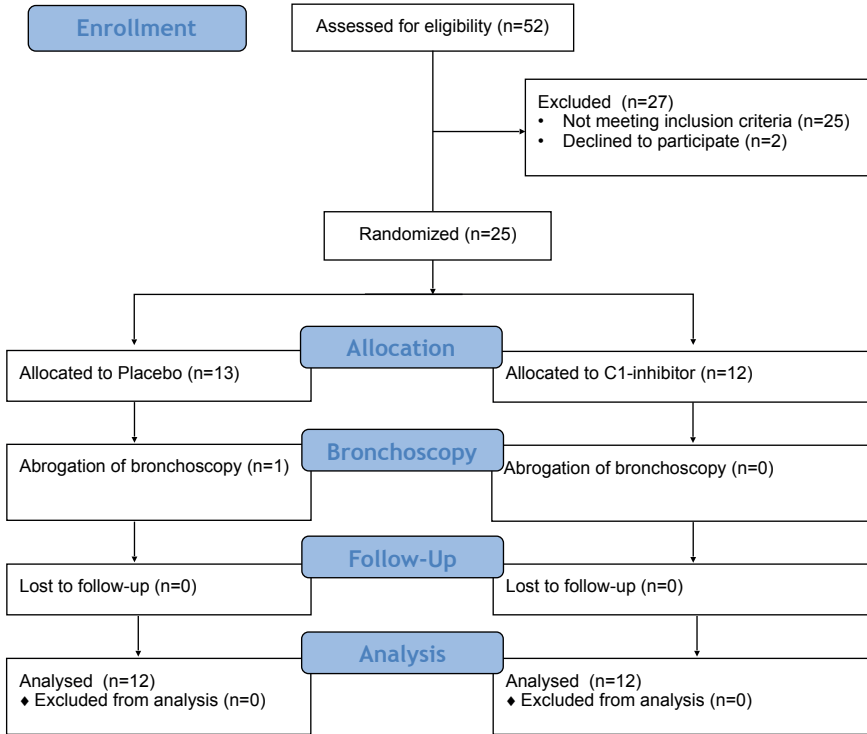 Enrollment
Assessed for eligibility (n=52)
Excluded (n=27)
• Not meeting inclusion criteria (n=25)
• Declined to participate (n=2)
Randomized (n=25)
Allocation
Allocated to Placebo (n=13)
Allocated to C1-inhibitor (n=12)
Bronchoscopy
Abrogation of bronchoscopy (n=1)
Abrogation of bronchoscopy (n=0)
Follow-Up
Lost to follow-up (n=0)
Lost to follow-up (n=0)
Analysis
Analysed (n=12)
♦ Excluded from analysis (n=0)
Analysed (n=12)
♦ Excluded from analysis (n=0)